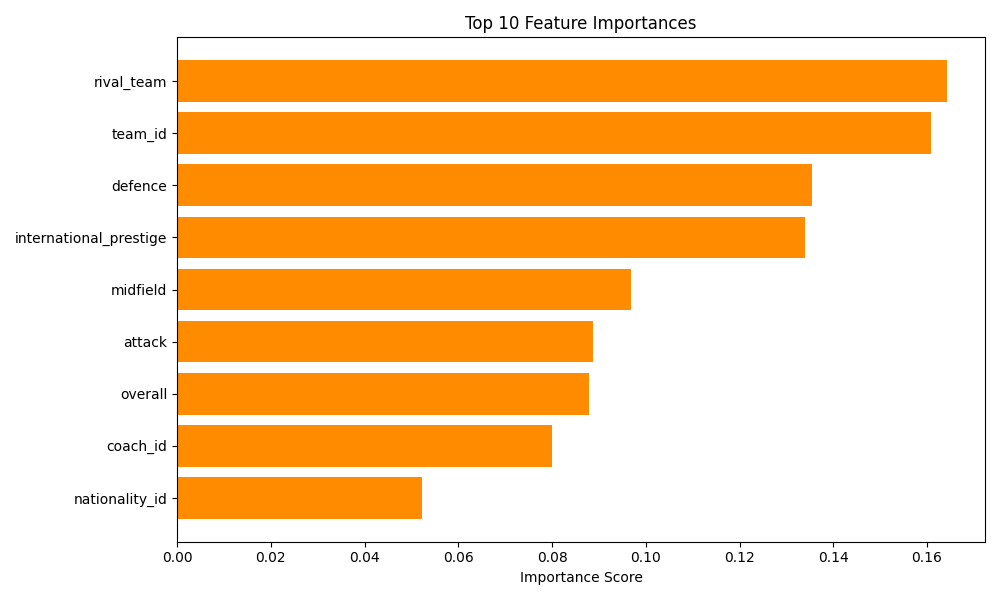 Top 10 Feature Importances
rival_team
team_id
defence
international_prestige
midfield
attack
overall
coach_id
nationality_id
0.00 0.02 0.04 0.06 0.08 0.10 0.12 0.14 0.16
Importance Score